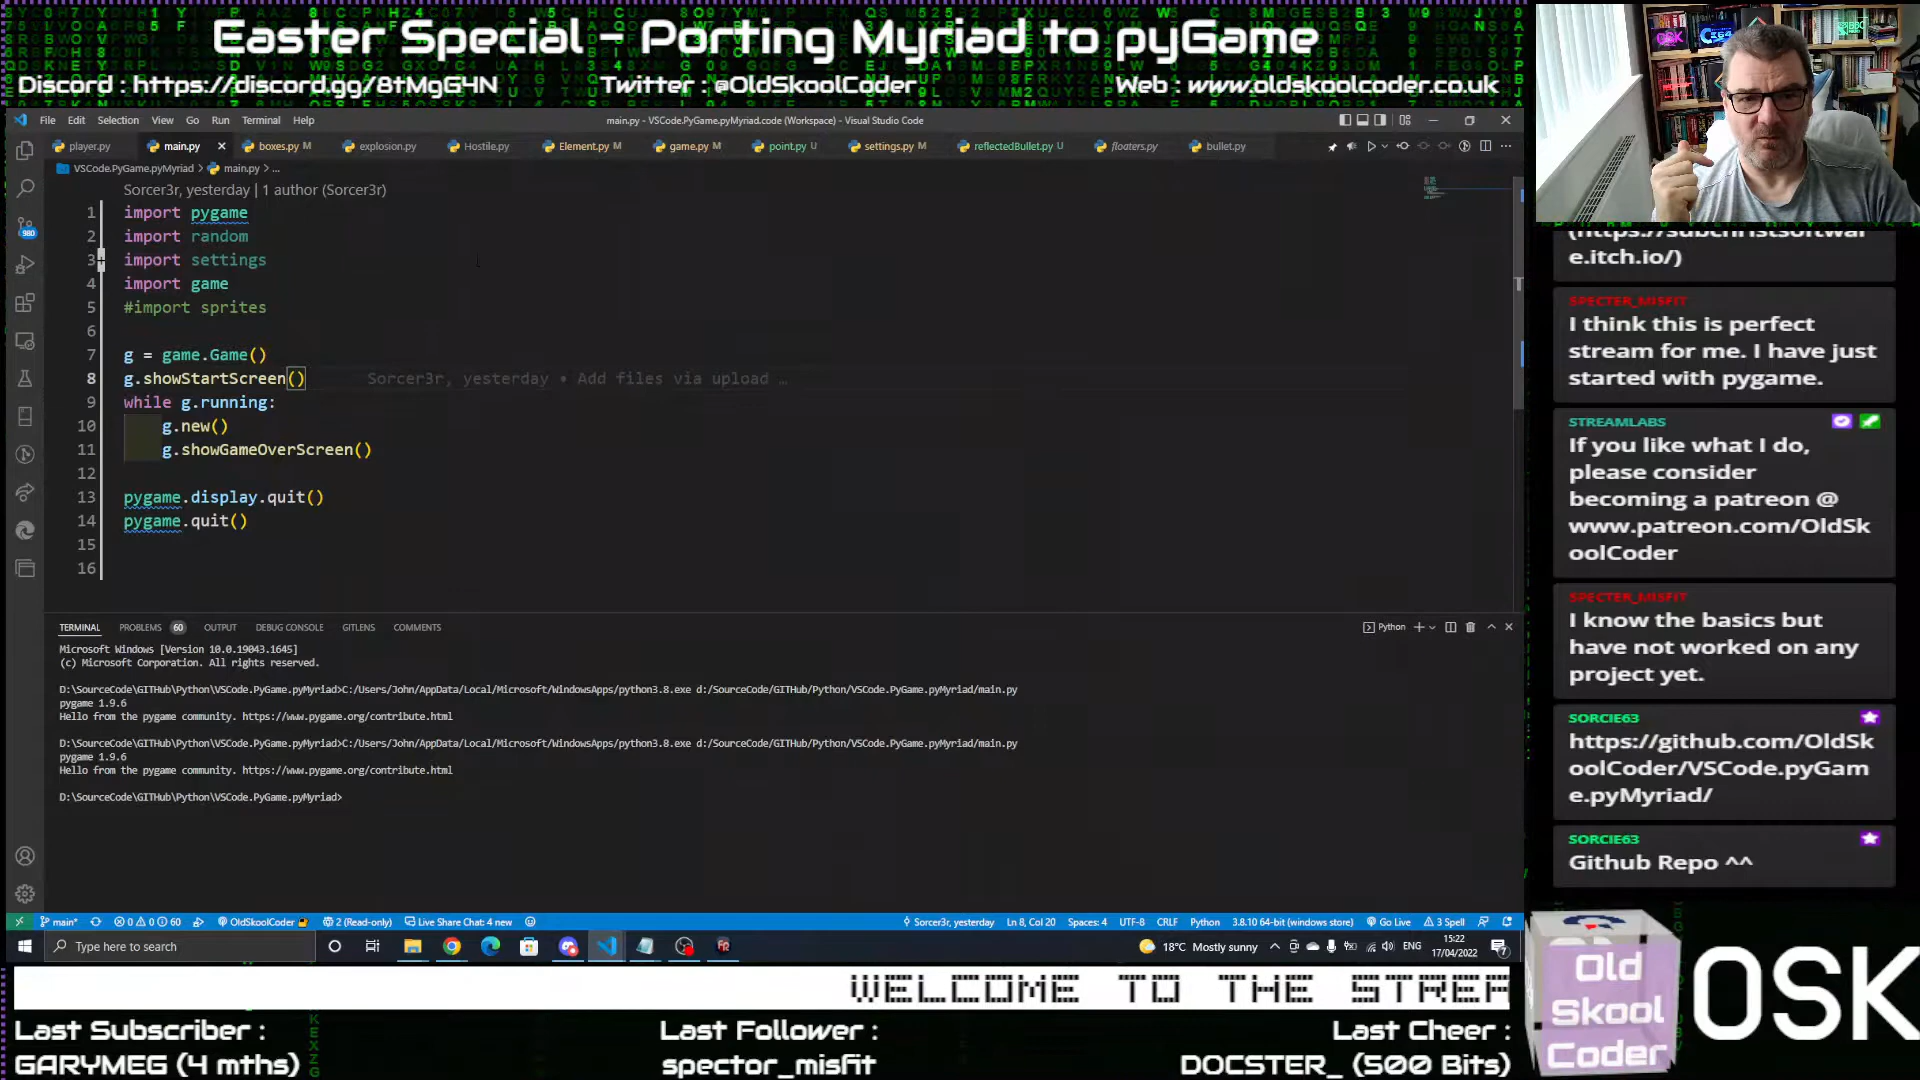 Easter Special - Porting Myriad to pyGame
Discord : https://discord.gg/8tMgG4N
Twitter : @OldSkoolCoder
Web : www.oldskoolcoder.co.uk
File Edit Selection View Go Run Terminal Help
main.py - VSCode.PyGame.pyMyriad.code (Workspace) - Visual Studio Code
player.py
main.py
boxes.py M
explosion.py
Hostile.py
Element.py M
game.py M
point.py U
settings.py M
reflectedBullet.py U
floaters.py
bullet.py
VSCode.PyGame.pyMyriad > main.py > ...
Sorcer3r, yesterday | 1 author (Sorcer3r)
1 import pygame
2 import random
3 import settings
4 import game
5 #import sprites
6
7 g = game.Game()
8 g.showStartScreen() Sorcer3r, yesterday • Add files via upload …
9 while g.running:
10 g.new()
11 g.showGameOverScreen()
12
13 pygame.display.quit()
14 pygame.quit()
15
16
TERMINAL PROBLEMS 60 OUTPUT DEBUG CONSOLE GITLENS COMMENTS
Python
Microsoft Windows [Version 10.0.19043.1645]
(c) Microsoft Corporation. All rights reserved.
D:\SourceCode\GITHub\Python\VSCode.PyGame.pyMyriad>C:/Users/John/AppData/Local/Microsoft/WindowsApps/python3.8.exe d:/SourceCode/GITHub/Python/VSCode.PyGame.pyMyriad/main.py
pygame 1.9.6
Hello from the pygame community. https://www.pygame.org/contribute.html
D:\SourceCode\GITHub\Python\VSCode.PyGame.pyMyriad>C:/Users/John/AppData/Local/Microsoft/WindowsApps/python3.8.exe d:/SourceCode/GITHub/Python/VSCode.PyGame.pyMyriad/main.py
pygame 1.9.6
Hello from the pygame community. https://www.pygame.org/contribute.html
D:\SourceCode\GITHub\Python\VSCode.PyGame.pyMyriad>
main* 0 0 60 OldSkoolCoder 2 (Read-only) Live Share Chat: 4 new
Sorcer3r, yesterday Ln 8, Col 20 Spaces: 4 UTF-8 CRLF Python 3.8.10 64-bit (windows store) Go Live 3 Spell
Type here to search
18°C Mostly sunny
ENG
15:22
17/04/2022
e.itch.io/)
SPECTER_MISFIT
I think this is perfect
stream for me. I have just
started with pygame.
STREAMLABS
If you like what I do,
please consider
becoming a patreon @
www.patreon.com/OldSk
oolCoder
SPECTER_MISFIT
I know the basics but
have not worked on any
project yet.
SORCIE63
https://github.com/OldSk
oolCoder/VSCode.pyGam
e.pyMyriad/
SORCIE63
Github Repo ^^
WELCOME TO THE STREA
Last Subscriber :
GARYMEG (4 mths)
Last Follower :
spector_misfit
Last Cheer :
DOCSTER_ (500 Bits)
Old
Skool
Coder
OSK